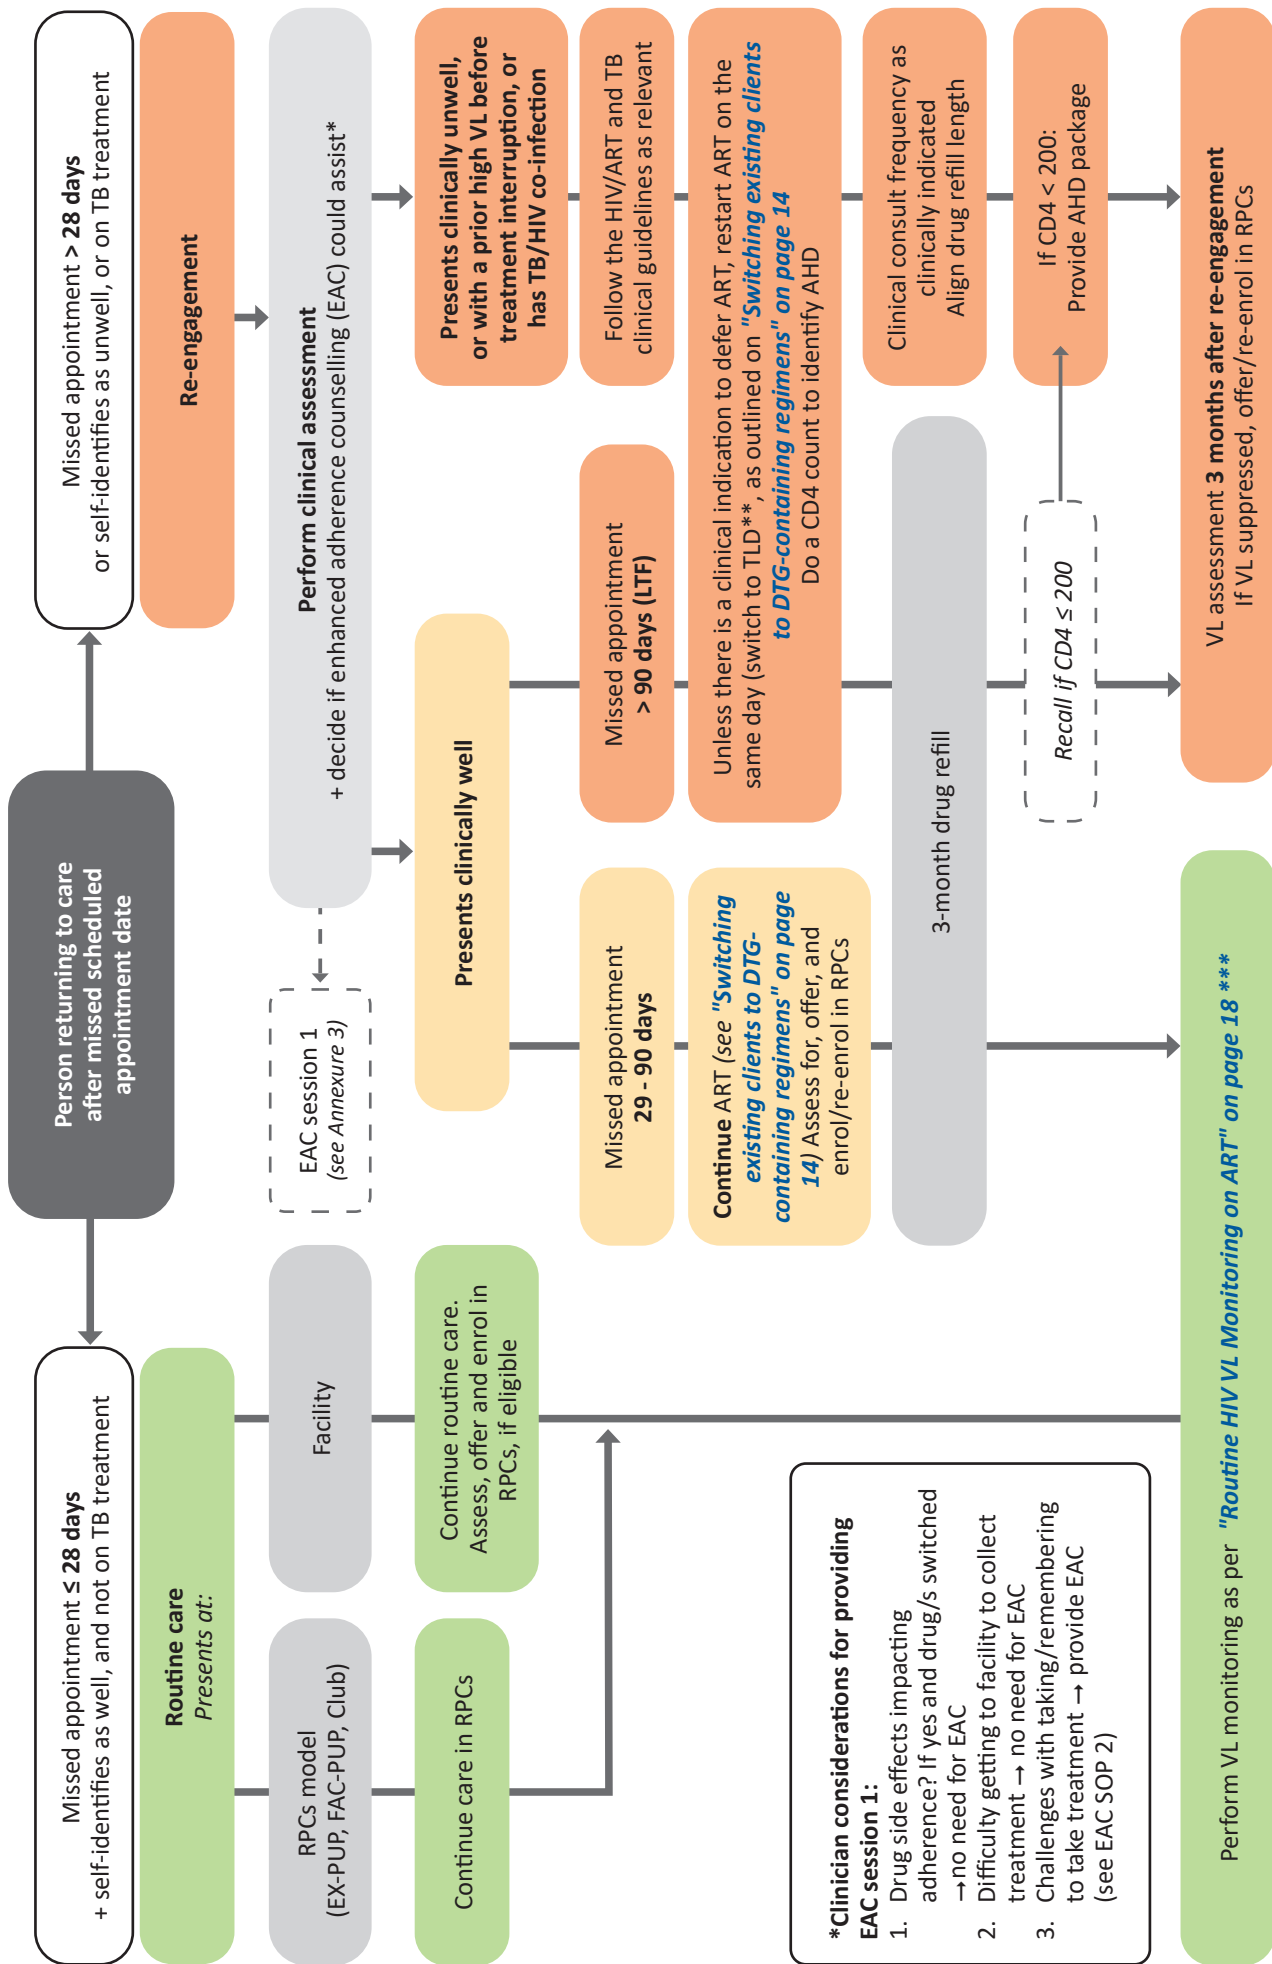 Person returning to care
after missed scheduled
appointment date
Missed appointment ≤ 28 days
+ self-identifies as well, and not on TB treatment
Routine care
Presents at:
RPCs model
(EX-PUP, FAC-PUP, Club)
Facility
Continue care in RPCs
Continue routine care.
Assess, offer and enrol in
RPCs, if eligible
*Clinician considerations for providing
EAC session 1:
1. Drug side effects impacting
adherence? If yes and drug/s switched
→no need for EAC
2. Difficulty getting to facility to collect
treatment → no need for EAC
3. Challenges with taking/remembering
to take treatment → provide EAC
(see EAC SOP 2)
Missed appointment > 28 days
or self-identifies as unwell, or on TB treatment
Re-engagement
Perform clinical assessment
+ decide if enhanced adherence counselling (EAC) could assist*
EAC session 1
(see Annexure 3)
Presents clinically well
Missed appointment
29 - 90 days
Continue ART (see "Switching
existing clients to DTG-
containing regimens" on page
14) Assess for, offer, and
enrol/re-enrol in RPCs
Missed appointment
> 90 days (LTF)
Presents clinically unwell,
or with a prior high VL before
treatment interruption, or
has TB/HIV co-infection
Follow the HIV/ART and TB
clinical guidelines as relevant
Unless there is a clinical indication to defer ART, restart ART on the
same day (switch to TLD**, as outlined on "Switching existing clients
to DTG-containing regimens" on page 14
Do a CD4 count to identify AHD
3-month drug refill
Clinical consult frequency as
clinically indicated
Align drug refill length
Recall if CD4 ≤ 200
If CD4 < 200:
Provide AHD package
Perform VL monitoring as per "Routine HIV VL Monitoring on ART" on page 18 ***
VL assessment 3 months after re-engagement
If VL suppressed, offer/re-enrol in RPCs